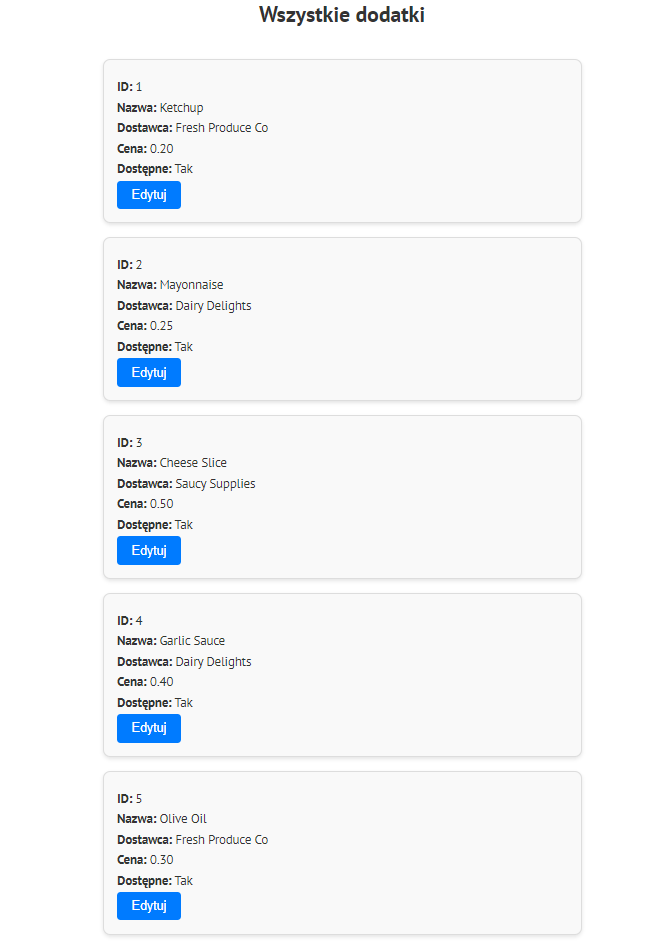 Wszystkie dodatki
ID: 1
Nazwa: Ketchup
Dostawca: Fresh Produce Co
Cena: 0.20
Dostępne: Tak
Edytuj
ID: 2
Nazwa: Mayonnaise
Dostawca: Dairy Delights
Cena: 0.25
Dostępne: Tak
Edytuj
ID: 3
Nazwa: Cheese Slice
Dostawca: Saucy Supplies
Cena: 0.50
Dostępne: Tak
Edytuj
ID: 4
Nazwa: Garlic Sauce
Dostawca: Dairy Delights
Cena: 0.40
Dostępne: Tak
Edytuj
ID: 5
Nazwa: Olive Oil
Dostawca: Fresh Produce Co
Cena: 0.30
Dostępne: Tak
Edytuj